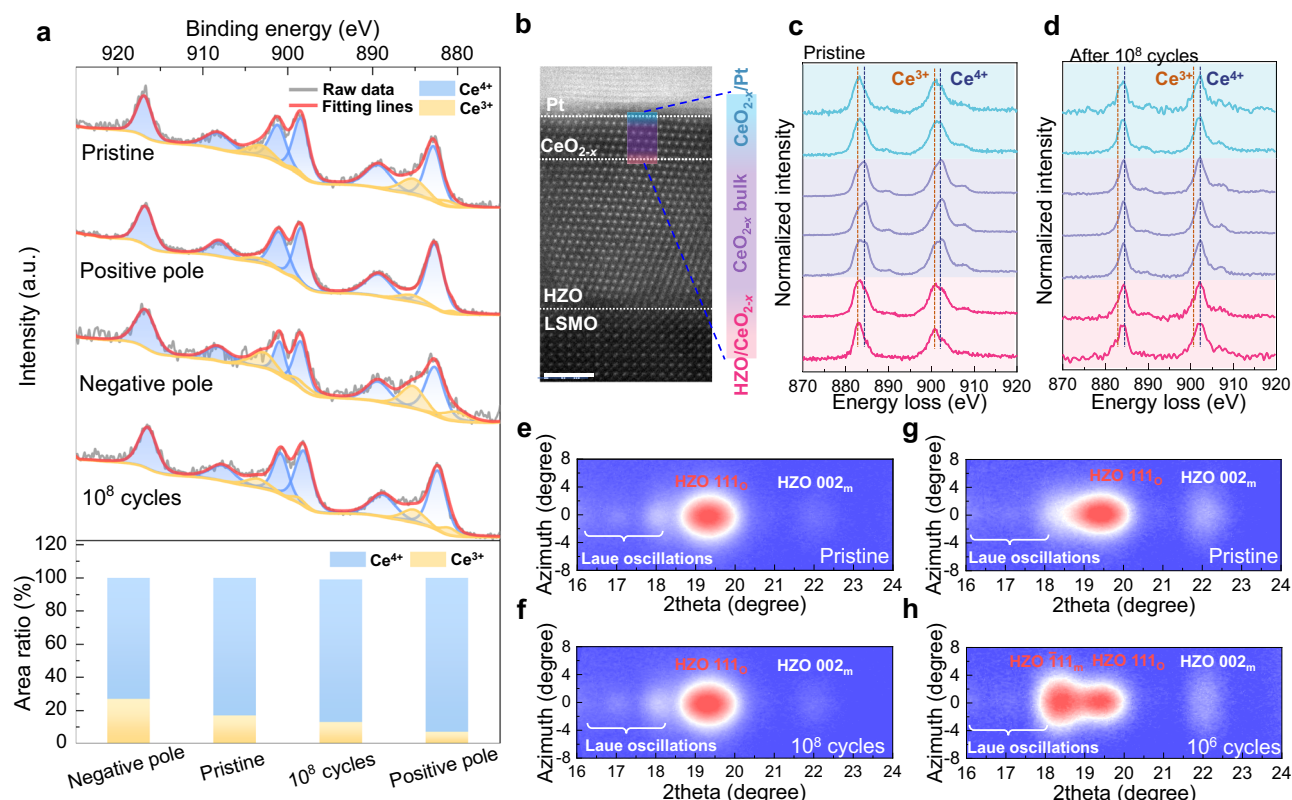 a
Binding energy (eV)
920 910 900 890 880
Raw data
Fitting lines
Ce⁴⁺
Ce³⁺
Pristine
Positive pole
Negative pole
10⁸ cycles
Intensity (a.u.)
120
100
80
60
40
20
0
Area ratio (%)
Ce⁴⁺ Ce³⁺
Negative pole Pristine 10⁸ cycles Positive pole
b
Pt
CeO₂₋ₓ
HZO
LSMO
CeO₂₋ₓ/Pt
CeO₂₋ₓ bulk
HZO/CeO₂₋ₓ
c
Pristine
Ce³⁺ Ce⁴⁺
Normalized intensity
870 880 890 900 910 920
Energy loss (eV)
d
After 10⁸ cycles
Ce³⁺ Ce⁴⁺
Normalized intensity
870 880 890 900 910 920
Energy loss (eV)
e
Azimuth (degree)
8
4
0
-4
-8
HZO 111ₒ HZO 002ₘ
Laue oscillations
Pristine
16 17 18 19 20 21 22 23 24
2theta (degree)
g
Azimuth (degree)
8
4
0
-4
-8
HZO 111ₒ HZO 002ₘ
Laue oscillations
Pristine
16 17 18 19 20 21 22 23 24
2theta (degree)
f
Azimuth (degree)
8
4
0
-4
-8
HZO 111ₒ HZO 002ₘ
Laue oscillations
10⁸ cycles
16 17 18 19 20 21 22 23 24
2theta (degree)
h
Azimuth (degree)
8
4
0
-4
-8
HZO 1̅11ₘ HZO 111ₒ HZO 002ₘ
Laue oscillations
10⁶ cycles
16 17 18 19 20 21 22 23 24
2theta (degree)